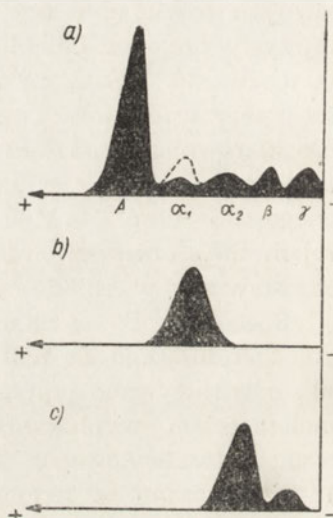 a)
+ A α₁ α₂ β γ -
b)
+ -
c)
+ -